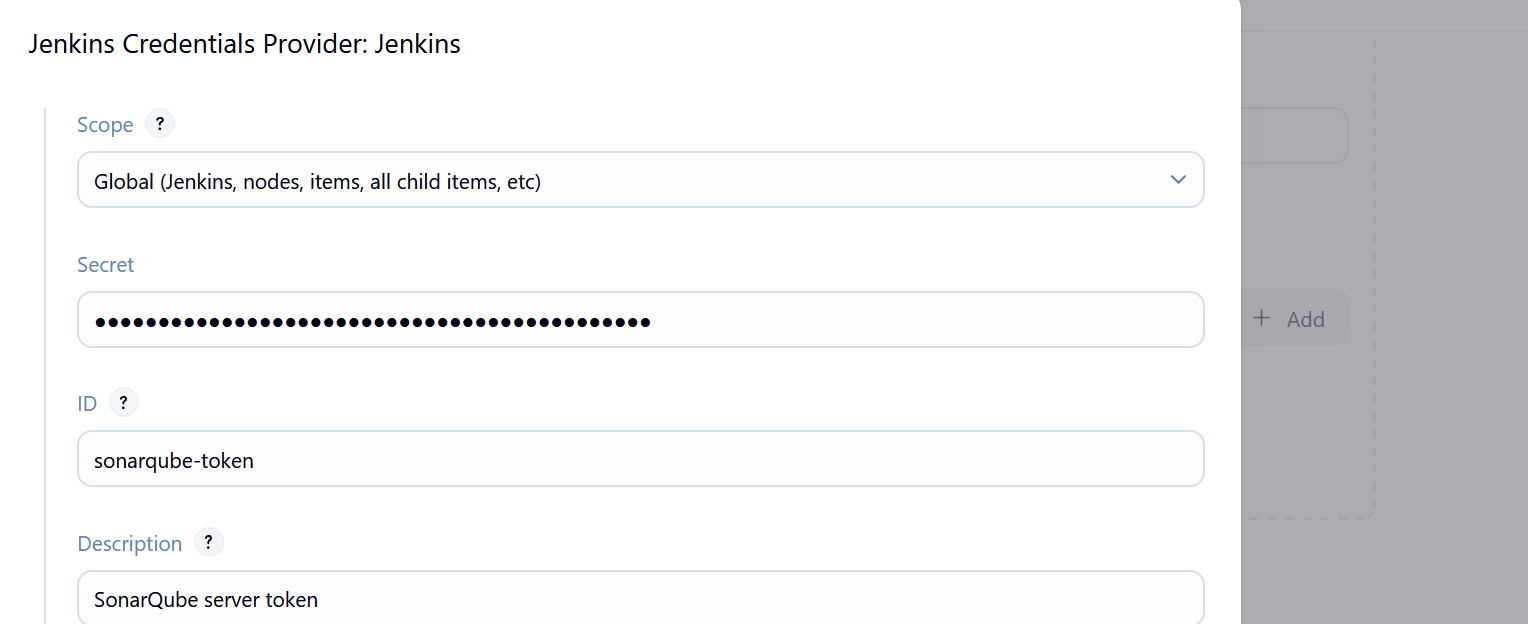 Jenkins Credentials Provider: Jenkins
Scope ?
Global (Jenkins, nodes, items, all child items, etc)
Secret
••••••••••••••••••••••••••••••••••••••••••••
+ Add
ID ?
sonarqube-token
Description ?
SonarQube server token